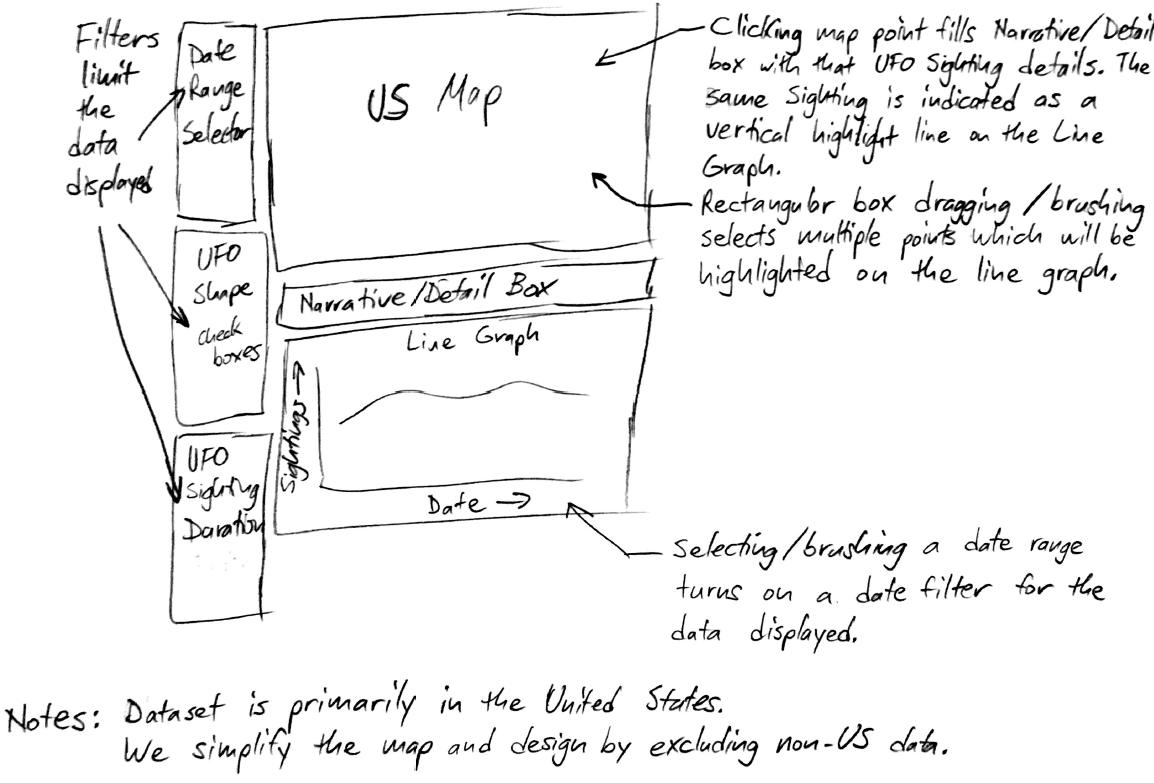 Filters
limit
the
data
displayed
Date
Range
Selector
UFO
Shape
check
boxes
UFO
Sighting
Duration
US Map
Narrative/Detail Box
Line Graph
Sightings →
Date →
Clicking map point fills Narrative/Detail
box with that UFO Sighting details. The
same Sighting is indicated as a
vertical highlight line on the Line
Graph.
Rectangular box dragging/brushing
selects multiple points which will be
highlighted on the line graph.
Selecting/brushing a date range
turns on a date filter for the
data displayed.
Notes: Dataset is primarily in the United States.
We simplify the map and design by excluding non-US data.